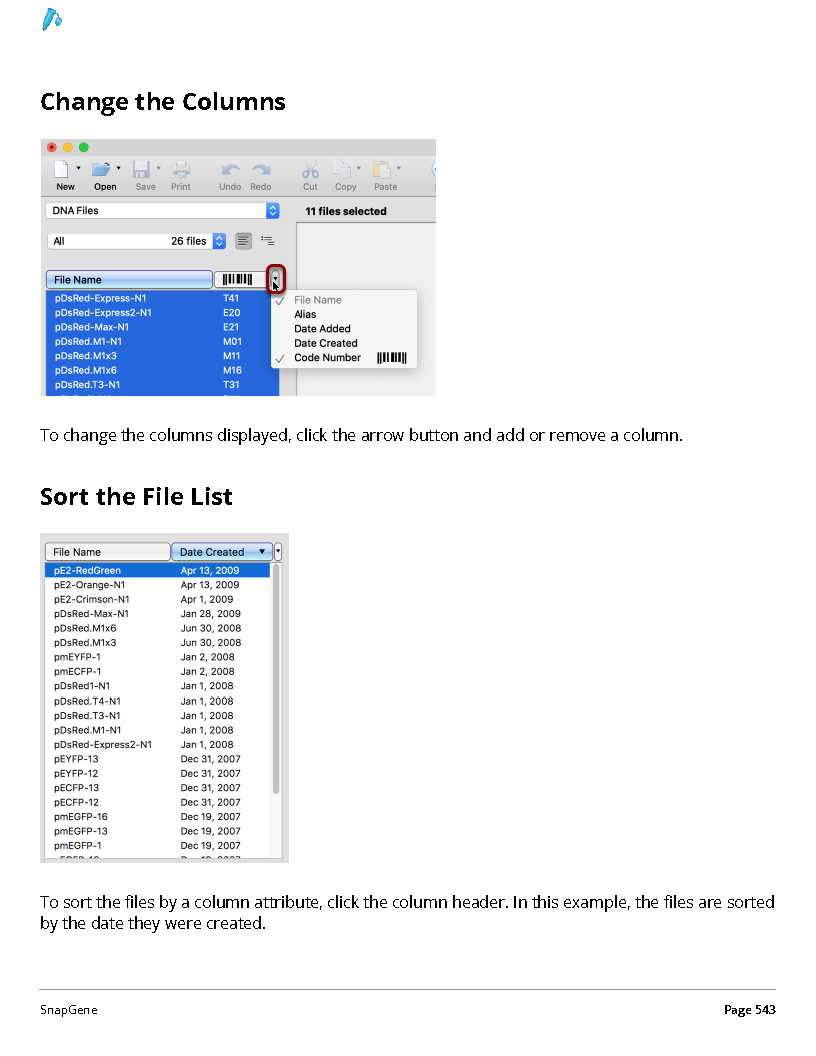 Change the Columns
New Open Save Print Undo Redo Cut Copy Paste
DNA Files
11 files selected
All 26 files
File Name
pDsRed-Express-N1 T41
pDsRed-Express2-N1 E20
pDsRed-Max-N1 E21
pDsRed.M1-N1 M01
pDsRed.M1x3 M11
pDsRed.M1x6 M16
pDsRed.T3-N1 T31
File Name
Alias
Date Added
Date Created
Code Number
To change the columns displayed, click the arrow button and add or remove a column.
Sort the File List
File Name Date Created
pE2-RedGreen Apr 13, 2009
pE2-Orange-N1 Apr 13, 2009
pE2-Crimson-N1 Apr 1, 2009
pDsRed-Max-N1 Jan 28, 2009
pDsRed.M1x6 Jun 30, 2008
pDsRed.M1x3 Jun 30, 2008
pmEYFP-1 Jan 2, 2008
pmECFP-1 Jan 2, 2008
pDsRed1-N1 Jan 1, 2008
pDsRed.T4-N1 Jan 1, 2008
pDsRed.T3-N1 Jan 1, 2008
pDsRed.M1-N1 Jan 1, 2008
pDsRed-Express2-N1 Jan 1, 2008
pEYFP-13 Dec 31, 2007
pEYFP-12 Dec 31, 2007
pECFP-13 Dec 31, 2007
pECFP-12 Dec 31, 2007
pmEGFP-16 Dec 19, 2007
pmEGFP-13 Dec 19, 2007
pmEGFP-1 Dec 19, 2007
To sort the files by a column attribute, click the column header. In this example, the files are sorted
by the date they were created.
SnapGene Page 543